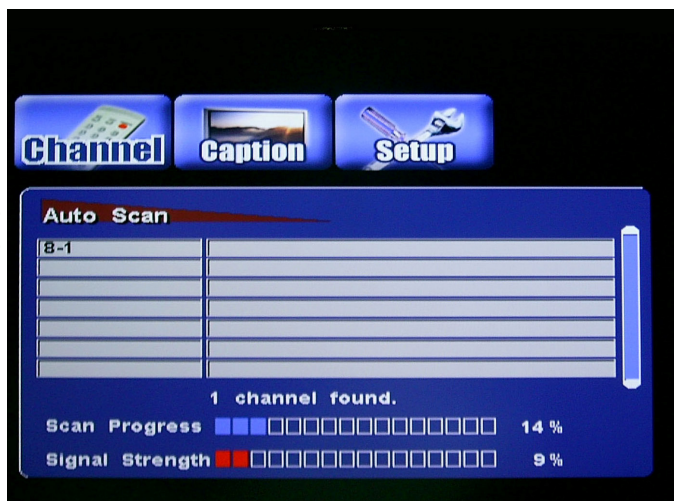 Channel
Caption
Setup
Auto Scan
8-1
1 channel found.
Scan Progress 14 %
Signal Strength 9 %